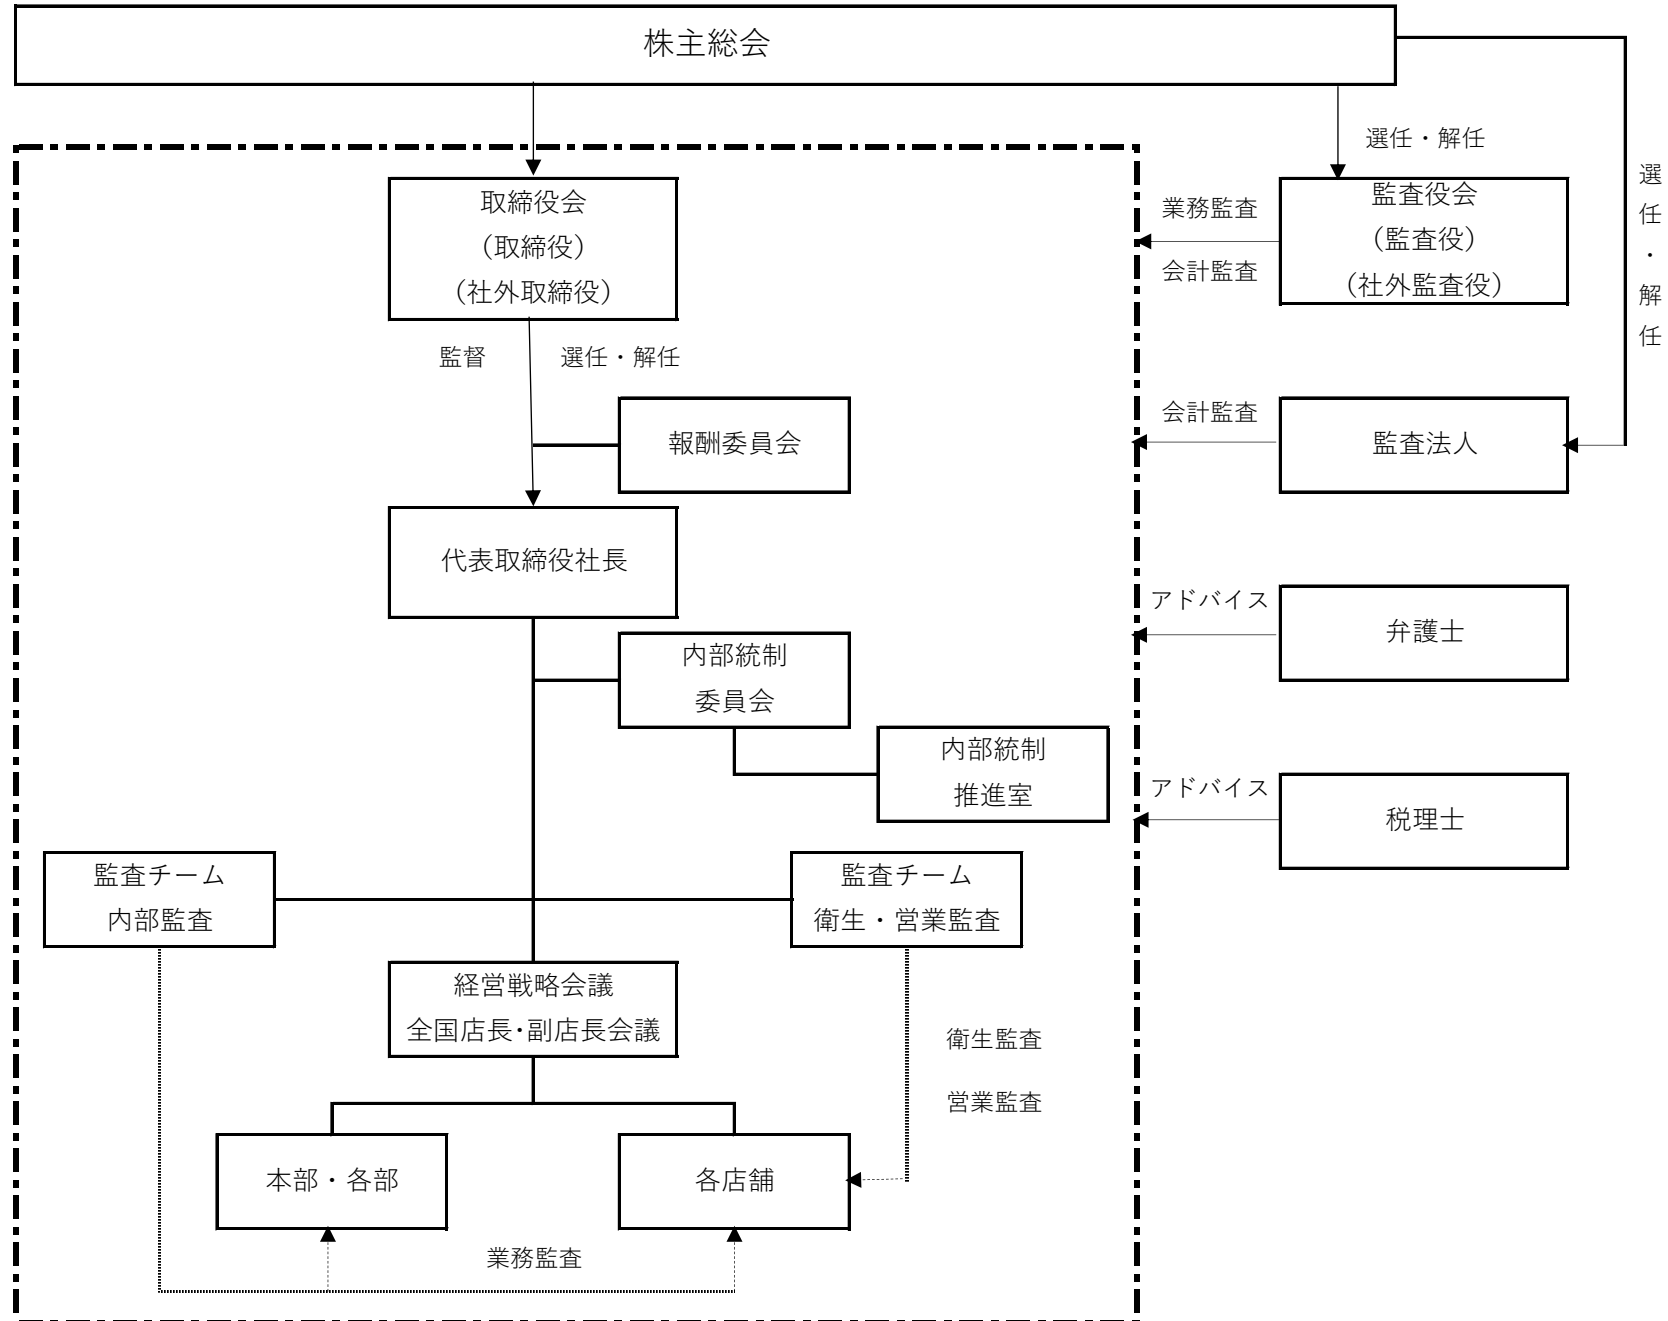 株主総会
選任・解任
選任・解任
取締役会
（取締役）
（社外取締役）
業務監査
会計監査
監査役会
（監査役）
（社外監査役）
監督
選任・解任
報酬委員会
会計監査
監査法人
代表取締役社長
アドバイス
弁護士
内部統制
委員会
内部統制
推進室
アドバイス
税理士
監査チーム
内部監査
監査チーム
衛生・営業監査
経営戦略会議
全国店長・副店長会議
衛生監査
営業監査
本部・各部
各店舗
業務監査